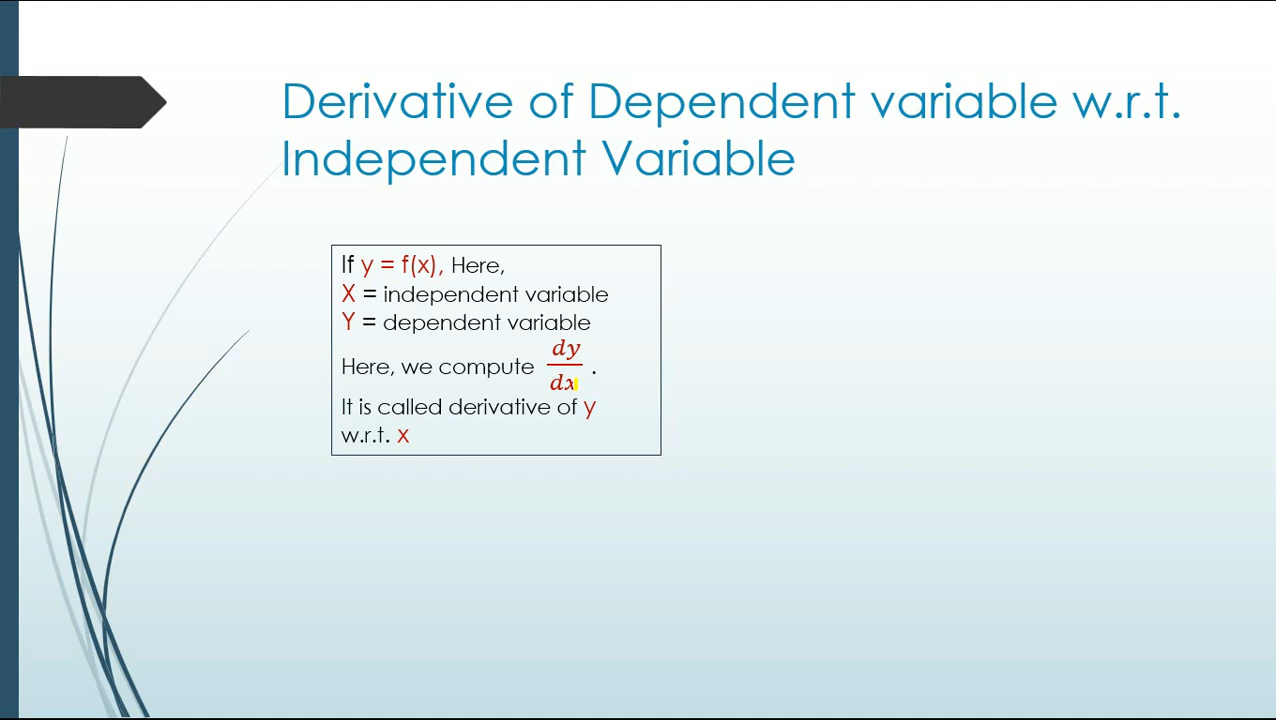 Derivative of Dependent variable w.r.t.
Independent Variable
If y = f(x), Here,
X = independent variable
Y = dependent variable
Here, we compute dy/dx .
It is called derivative of y
w.r.t. x